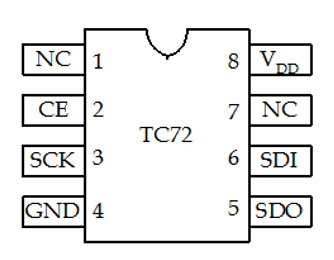 NC 1 8 VDD
CE 2 7 NC
TC72
SCK 3 6 SDI
GND 4 5 SDO